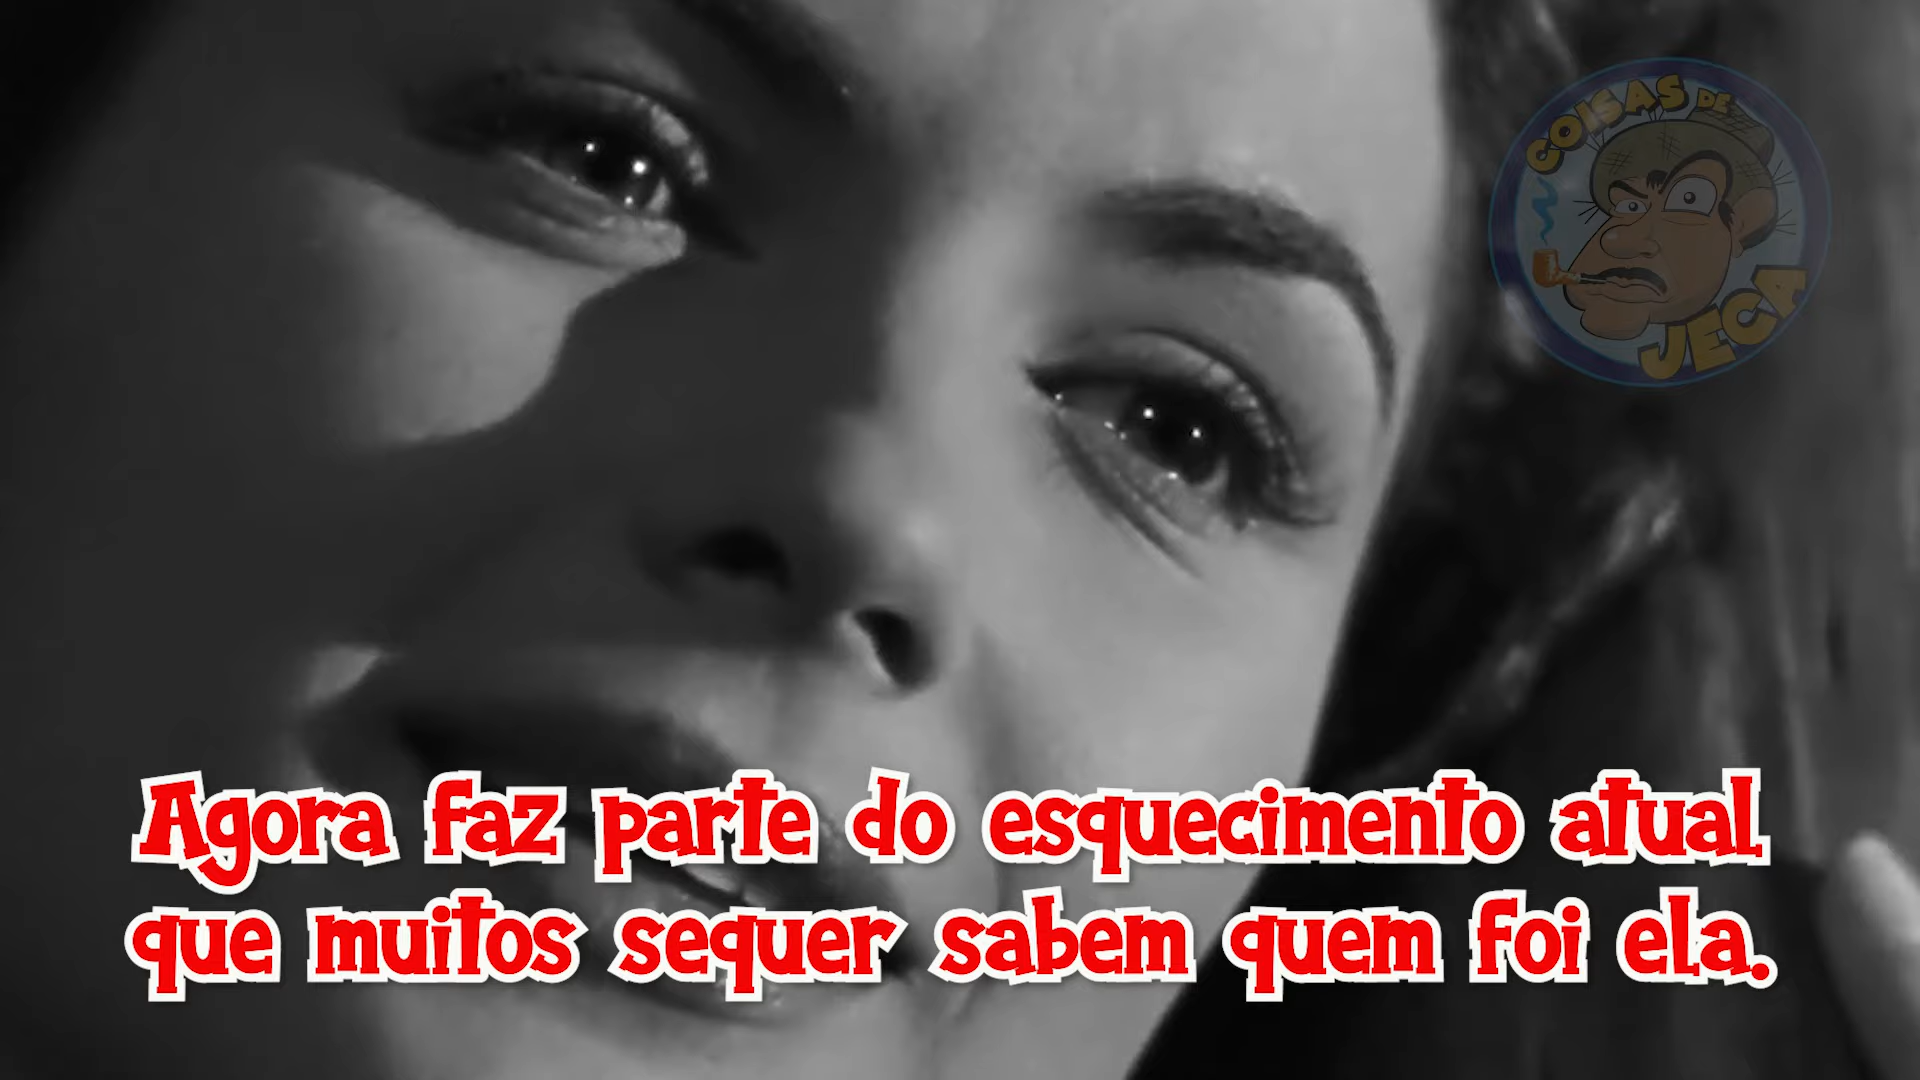 COISAS DE
JECA
Agora faz parte do esquecimento atual,
que muitos sequer sabem quem foi ela.